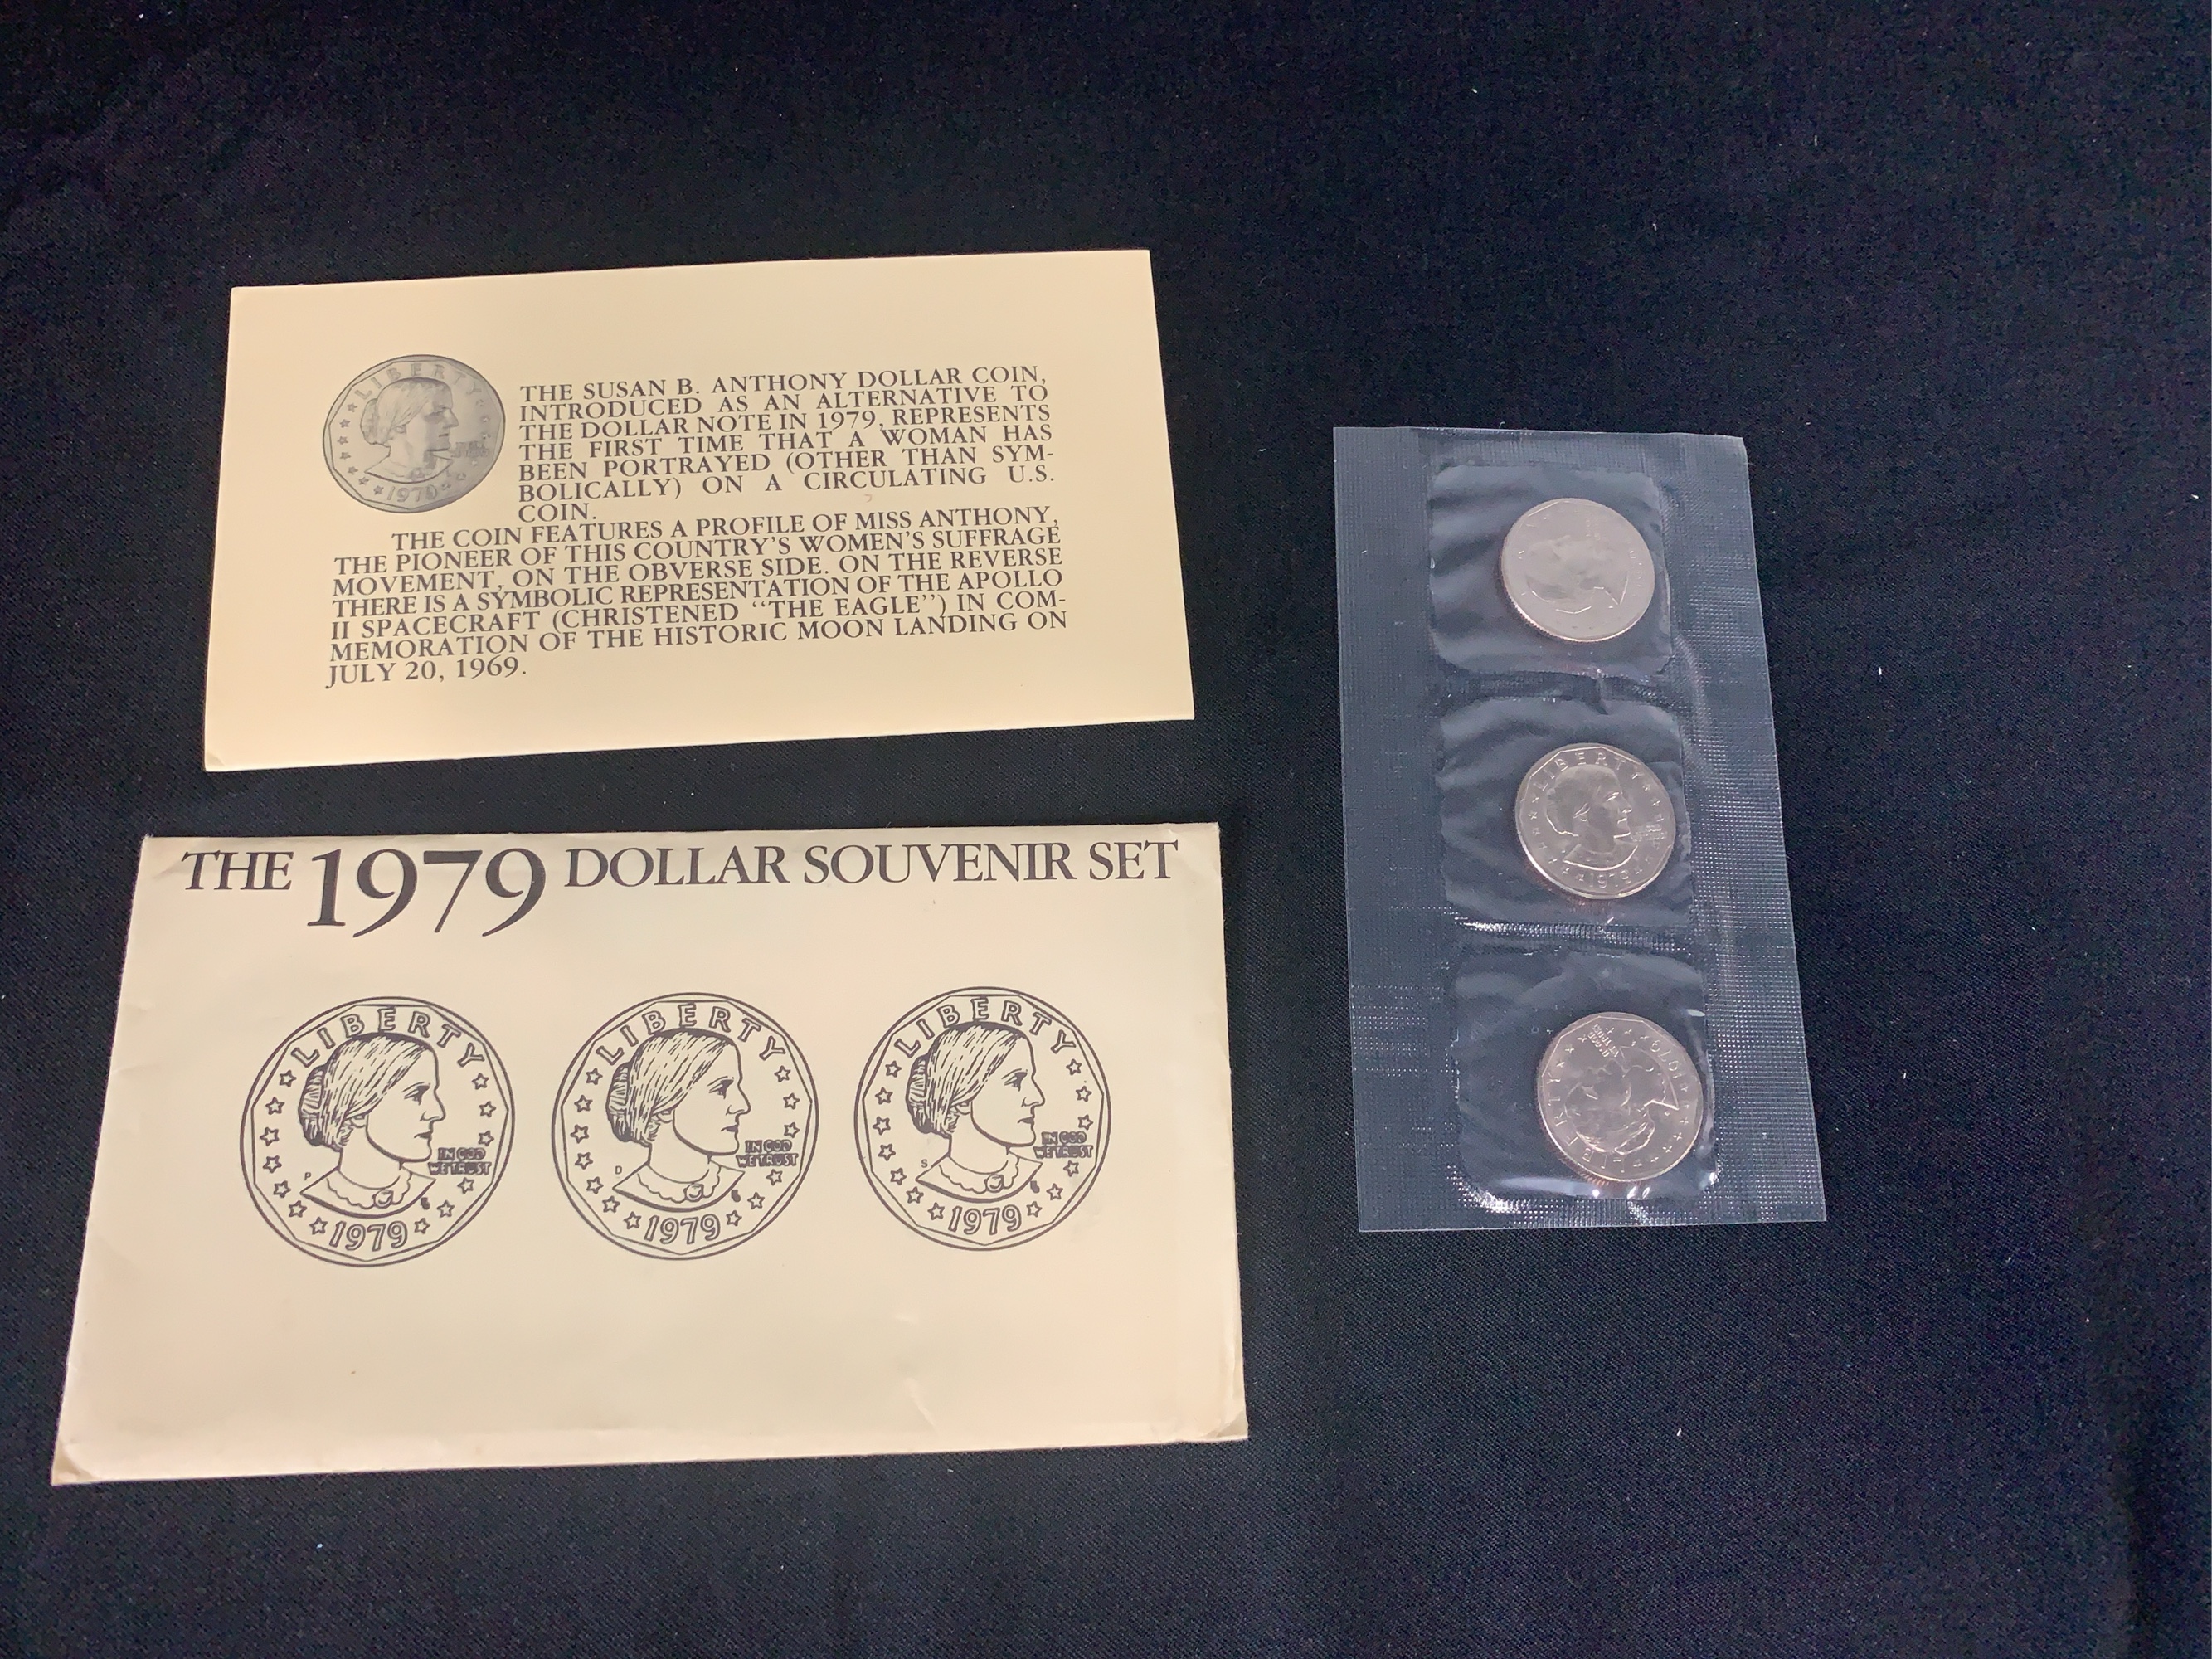 LIBERTY
1979
THE SUSAN B. ANTHONY DOLLAR COIN,
INTRODUCED AS AN ALTERNATIVE TO
THE DOLLAR NOTE IN 1979, REPRESENTS
THE FIRST TIME THAT A WOMAN HAS
BEEN PORTRAYED (OTHER THAN SYM-
BOLICALLY) ON A CIRCULATING U.S.
COIN.
THE COIN FEATURES A PROFILE OF MISS ANTHONY,
THE PIONEER OF THIS COUNTRY'S WOMEN'S SUFFRAGE
MOVEMENT, ON THE OBVERSE SIDE. ON THE REVERSE
THERE IS A SYMBOLIC REPRESENTATION OF THE APOLLO
II SPACECRAFT (CHRISTENED "THE EAGLE") IN COM-
MEMORATION OF THE HISTORIC MOON LANDING ON
JULY 20, 1969.
THE 1979 DOLLAR SOUVENIR SET
LIBERTY
IN GOD
WE TRUST
P
1979
LIBERTY
IN GOD
WE TRUST
D
1979
LIBERTY
IN GOD
WE TRUST
S
1979
LIBERTY
1979
1979